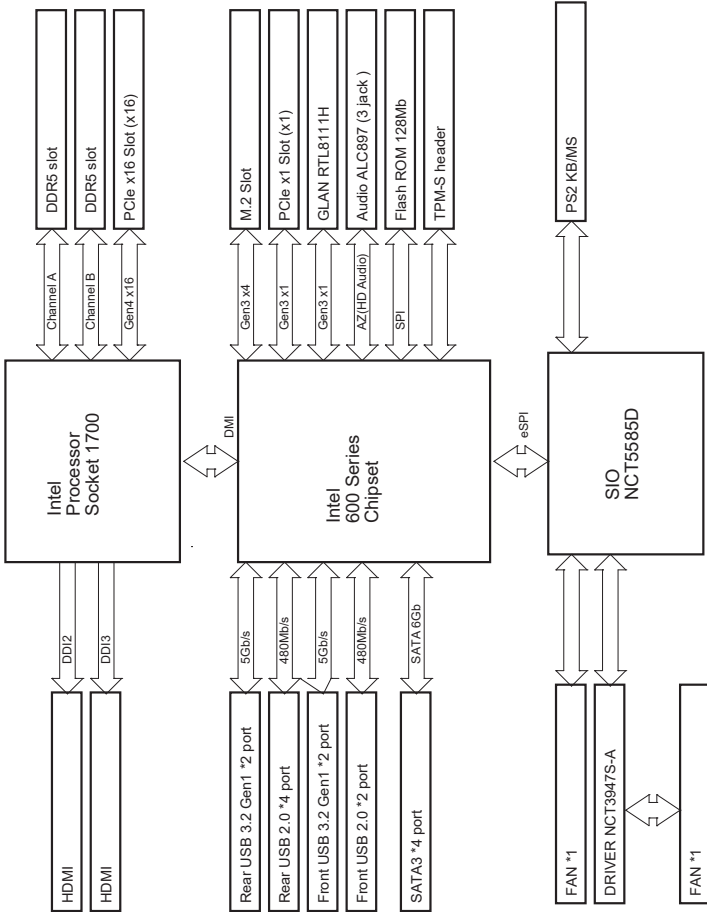 DDR5 slot
DDR5 slot
PCIe x16 Slot (x16)
Channel A
Channel B
Gen4 x16
Intel
Processor
Socket 1700
DDI2
DDI3
HDMI
HDMI
DMI
M.2 Slot
PCIe x1 Slot (x1)
GLAN RTL8111H
Audio ALC897 (3 jack )
Flash ROM 128Mb
TPM-S header
Gen3 x4
Gen3 x1
Gen3 x1
AZ(HD Audio)
SPI
Intel
600 Series
Chipset
5Gb/s
480Mb/s
5Gb/s
480Mb/s
SATA 6Gb
Rear USB 3.2 Gen1 *2 port
Rear USB 2.0 *4 port
Front USB 3.2 Gen1 *2 port
Front USB 2.0 *2 port
SATA3 *4 port
eSPI
PS2 KB/MS
SIO
NCT5585D
FAN *1
DRIVER NCT3947S-A
FAN *1